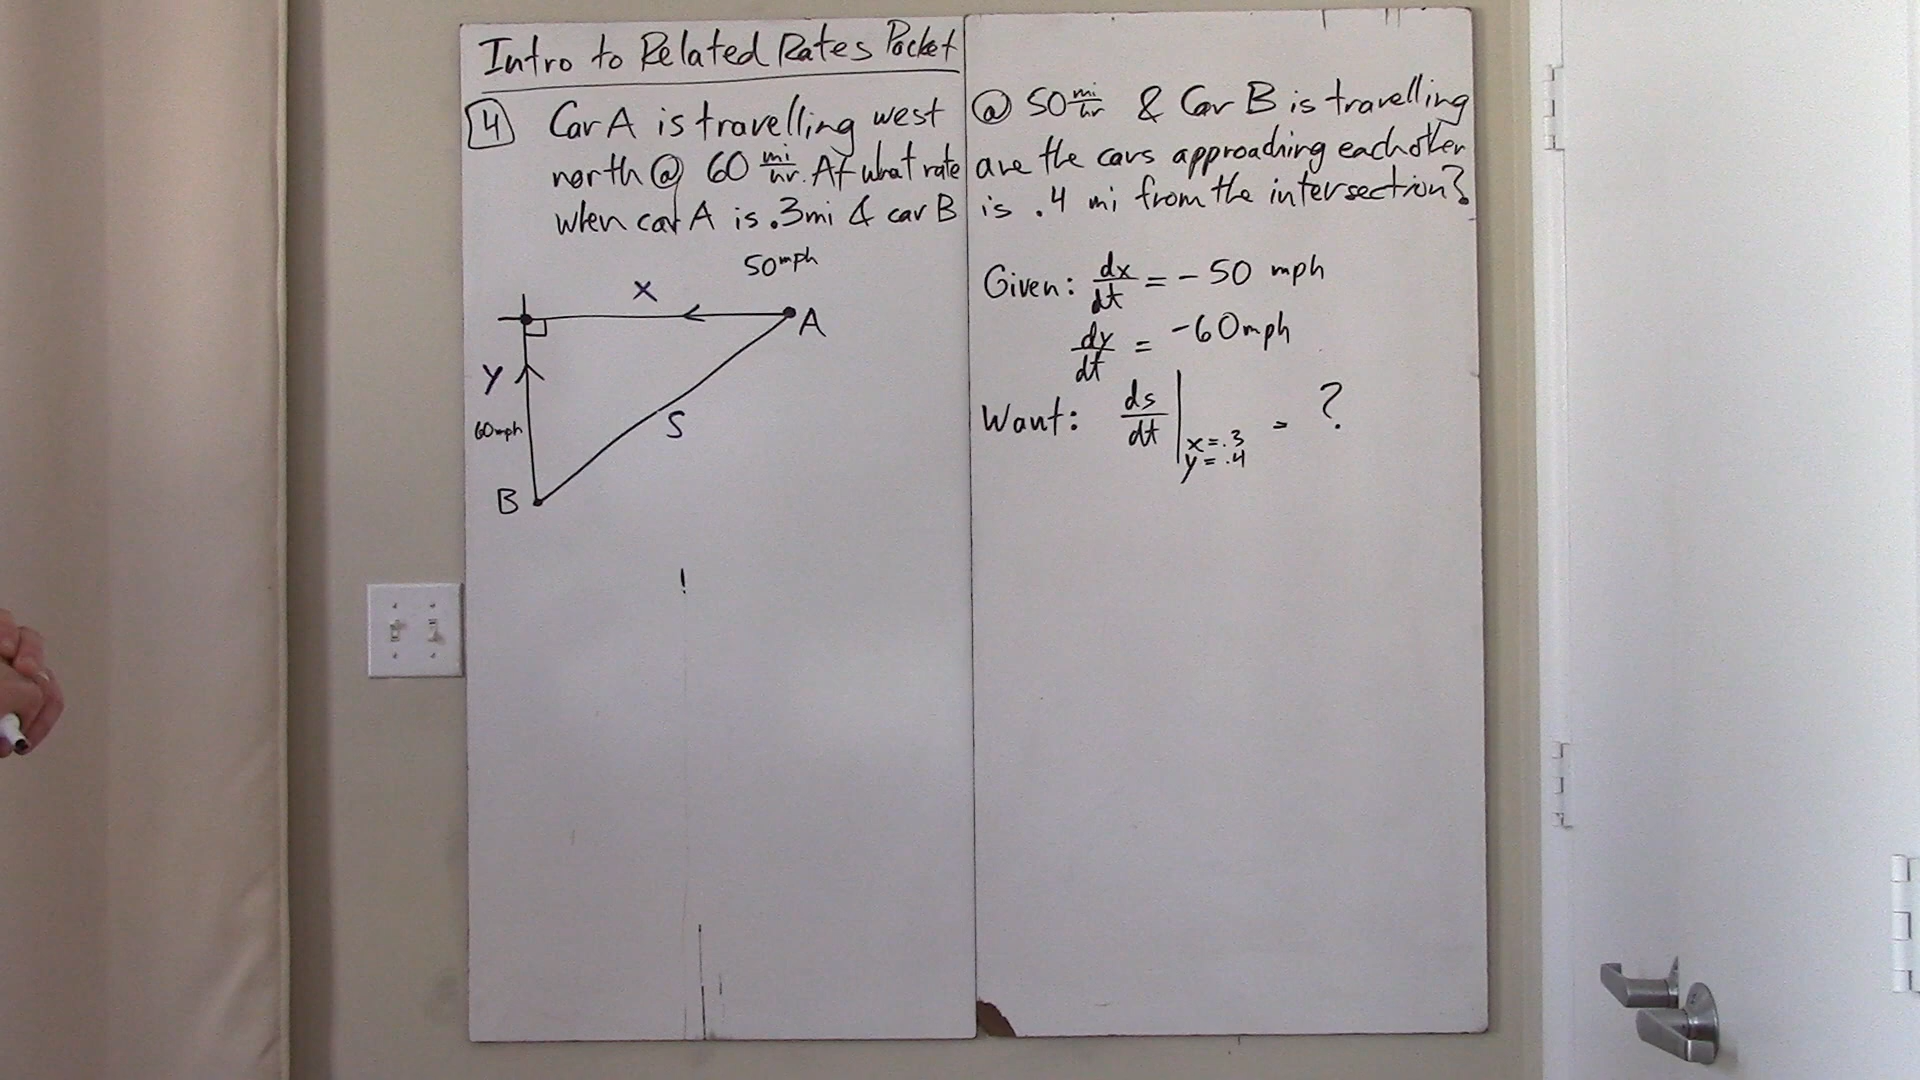 Intro to Related Rates Packet
4 Car A is travelling west @ 50 mi/hr & Car B is travelling
north @ 60 mi/hr. At what rate are the cars approaching each other
when car A is .3mi & car B is .4 mi from the intersection?
50mph
x
A
y
60mph
S
B
Given: dx/dt = -50 mph
dy/dt = -60mph
Want: ds/dt | x=.3 y=.4 = ?